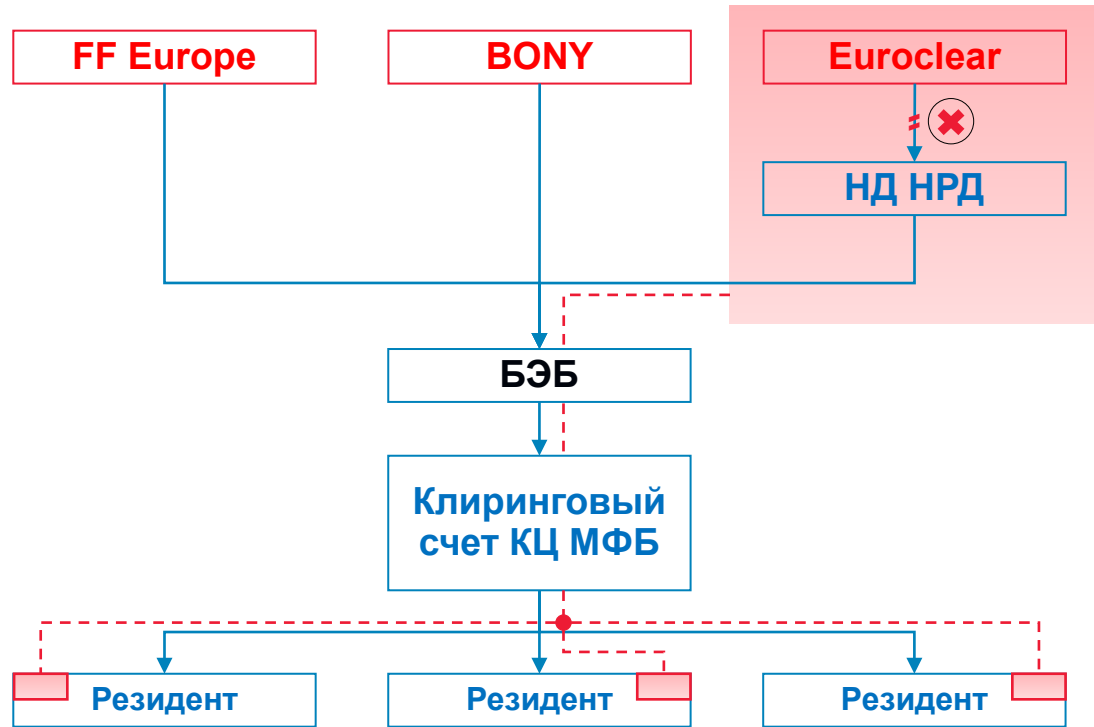 FF Europe
BONY
Euroclear
НД НРД
БЭБ
Клиринговый
счет КЦ МФБ
Резидент
Резидент
Резидент